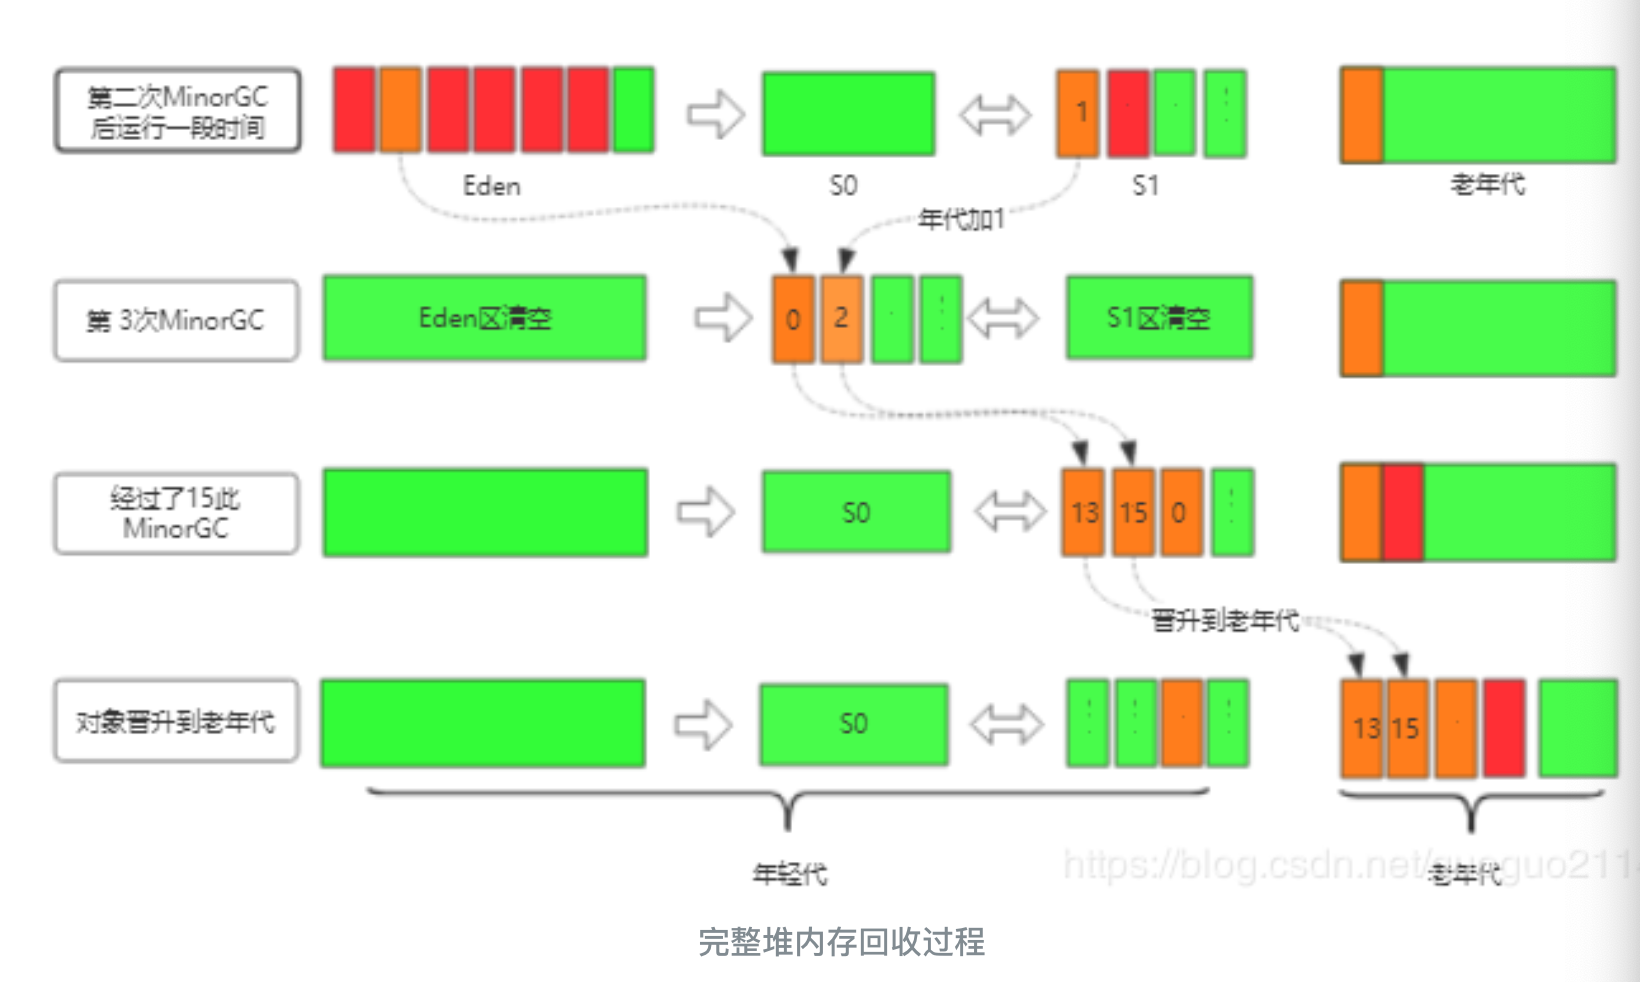 第二次MinorGC
后运行一段时间
1
Eden
S0
S1
老年代
年代加1
第 3次MinorGC
Eden区清空
0
2
S1区清空
经过了15此
MinorGC
S0
13
15
0
晋升到老年代
对象晋升到老年代
S0
13
15
年轻代
老年代
https://blog.csdn.net/
完整堆内存回收过程